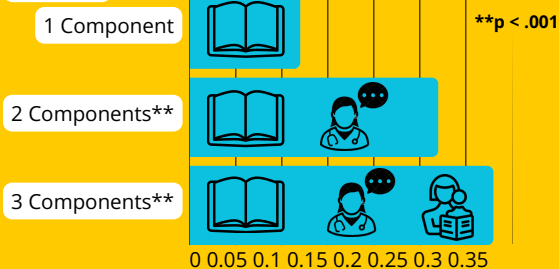 1 Component
**p < .001
2 Components**
3 Components**
0 0.05 0.1 0.15 0.2 0.25 0.3 0.35